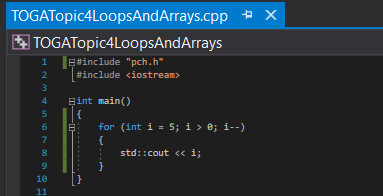 TOGATopic4LoopsAndArrays.cpp
TOGATopic4LoopsAndArrays
1 #include "pch.h"
2 #include <iostream>
3
4 int main()
5 {
6 for (int i = 5; i > 0; i--)
7 {
8 std::cout << i;
9 }
10 }
11